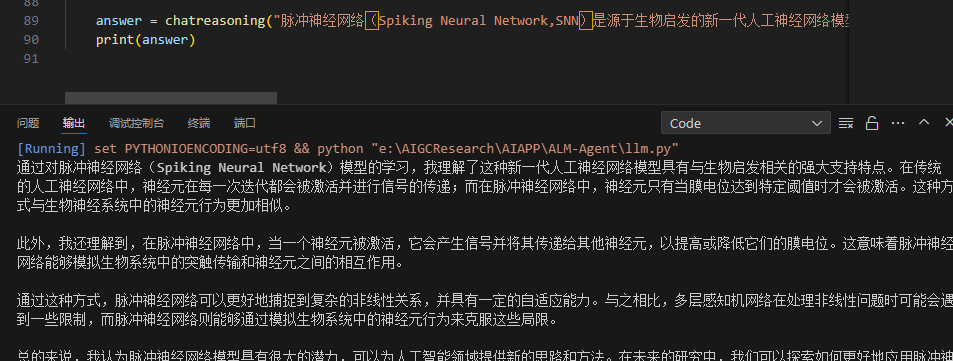 88
89 answer = chatreasoning("脉冲神经网络（Spiking Neural Network,SNN）是源于生物启发的新一代人工神经网络模型
90 print(answer)
91
问题 输出 调试控制台 终端 端口 Code
[Running] set PYTHONIOENCODING=utf8 && python "e:\AIGCResearch\AIAPP\ALM-Agent\llm.py"
通过对脉冲神经网络（Spiking Neural Network）模型的学习，我理解了这种新一代人工神经网络模型具有与生物启发相关的强大支持特点。在传统
的人工神经网络中，神经元在每一次迭代都会被激活并进行信号的传递；而在脉冲神经网络中，神经元只有当膜电位达到特定阈值时才会被激活。这种方
式与生物神经系统中的神经元行为更加相似。
此外，我还理解到，在脉冲神经网络中，当一个神经元被激活，它会产生信号并将其传递给其他神经元，以提高或降低它们的膜电位。这意味着脉冲神经
网络能够模拟生物系统中的突触传输和神经元之间的相互作用。
通过这种方式，脉冲神经网络可以更好地捕捉到复杂的非线性关系，并具有一定的自适应能力。与之相比，多层感知机网络在处理非线性问题时可能会遇
到一些限制，而脉冲神经网络则能够通过模拟生物系统中的神经元行为来克服这些局限。
总的来说，我认为脉冲神经网络模型具有很大的潜力，可以为人工智能领域提供新的思路和方法。在未来的研究中，我们可以探索如何更好地应用脉冲神